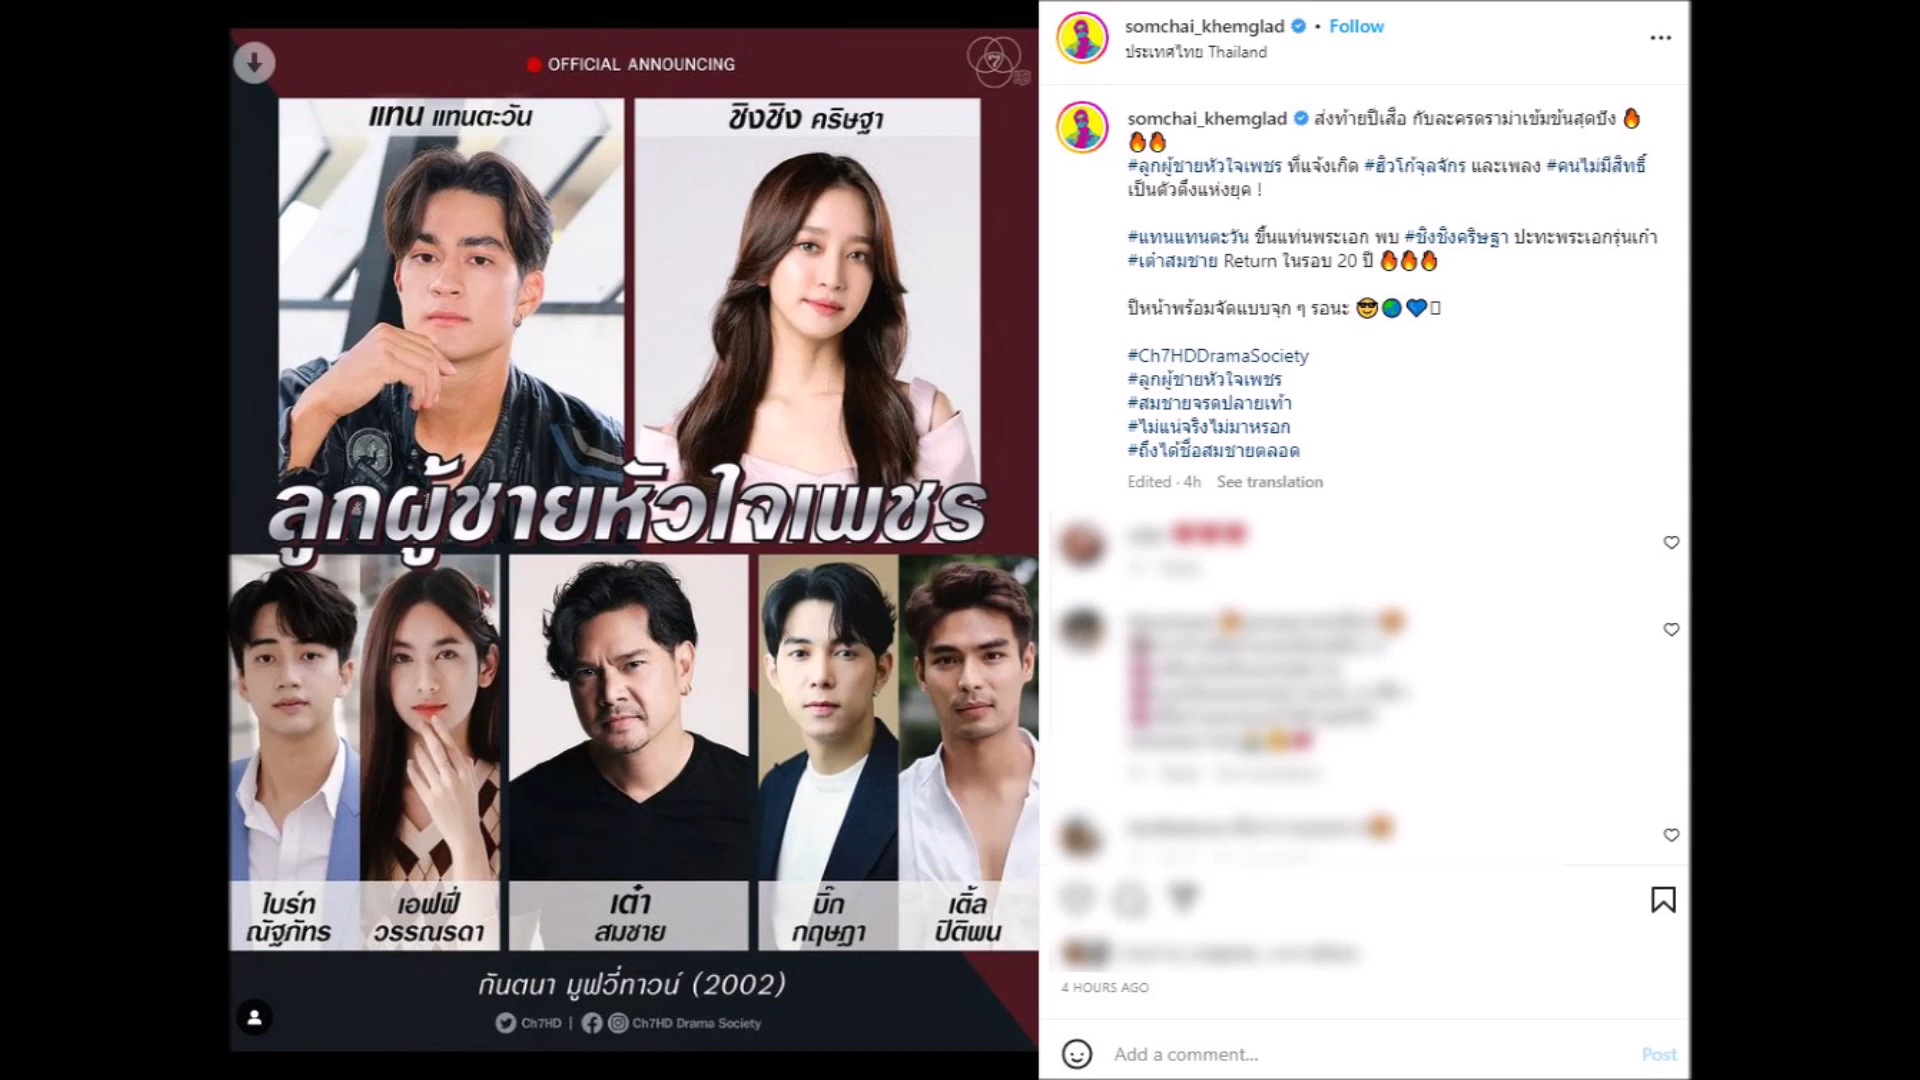 OFFICIAL ANNOUNCING
แทน แทนตะวัน
ชิงชิง คริษฐา
ลูกผู้ชายหัวใจเพชร
ไบร์ท
ณัฐภัทร
เอฟฟี่
วรรณรดา
เต๋า
สมชาย
บิ๊ก
กฤษฎา
เติ้ล
ปิติพน
กันตนา มูฟวี่ทาวน์ (2002)
Ch7HD | Ch7HD Drama Society
somchai_khemglad • Follow
ประเทศไทย Thailand
somchai_khemglad ส่งท้ายปีเสือ กับละครดราม่าเข้มข้นสุดปัง 🔥
🔥🔥
#ลูกผู้ชายหัวใจเพชร ที่แจ้งเกิด #ฮิวโก้จุลจักร และเพลง #คนไม่มีสิทธิ์
เป็นตัวตึงแห่งยุค !
#แทนแทนตะวัน ขึ้นแท่นพระเอก พบ #ชิงชิงคริษฐา ปะทะพระเอกรุ่นเก๋า
#เต๋าสมชาย Return ในรอบ 20 ปี 🔥🔥🔥
ปีหน้าพร้อมจัดแบบจุก ๆ รอนะ 😎🌏💙
#Ch7HDDramaSociety
#ลูกผู้ชายหัวใจเพชร
#สมชายจรดปลายเท้า
#ไม่แน่จริงไม่มาหรอก
#ถึงได้ชื่อสมชายตลอด
Edited · 4h See translation
4 HOURS AGO
Add a comment...
Post